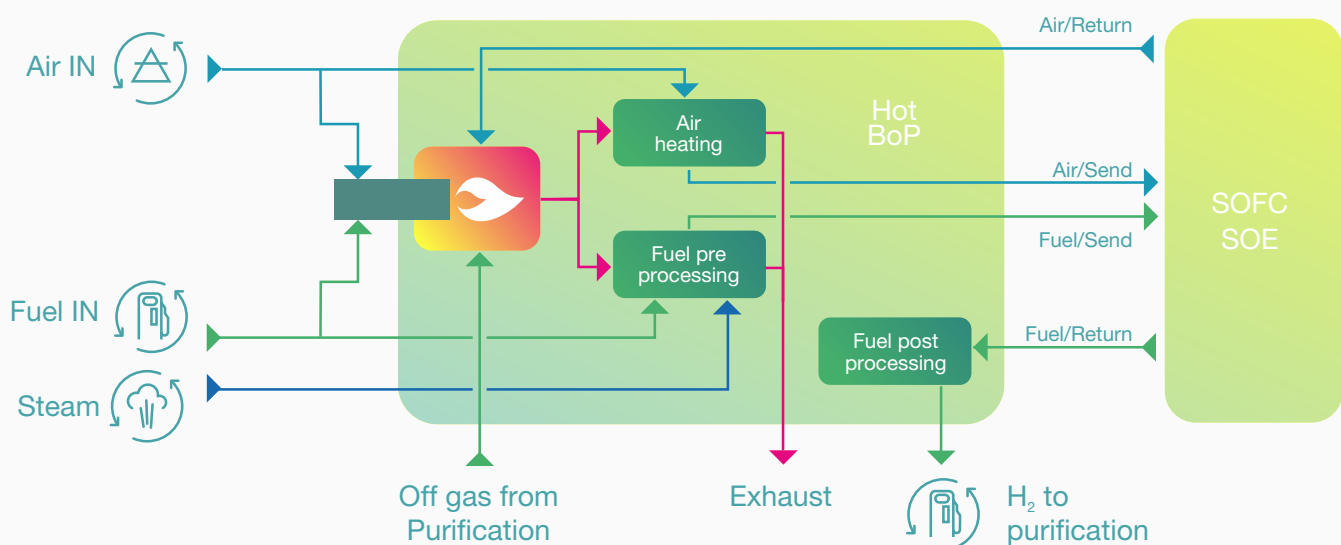 Air/Return
Air IN
Air
heating
Hot
BoP
Air/Send
SOFC
SOE
Fuel/Send
Fuel pre
processing
Fuel IN
Fuel/Return
Fuel post
processing
Steam
Off gas from
Purification
Exhaust
H₂ to
purification